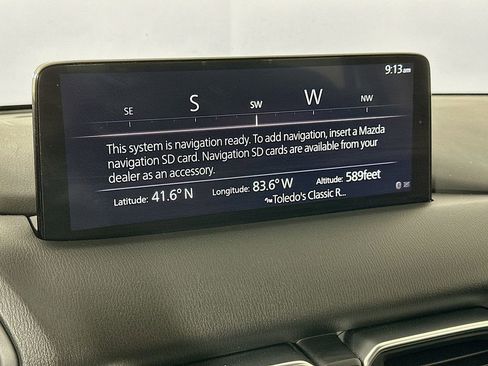 9:13am
SE S SW W NW
This system is navigation ready. To add navigation, insert a Mazda
navigation SD card. Navigation SD cards are available from your
dealer as an accessory.
Latitude: 41.6° N Longitude: 83.6° W Altitude: 589feet
Toledo's Classic R...